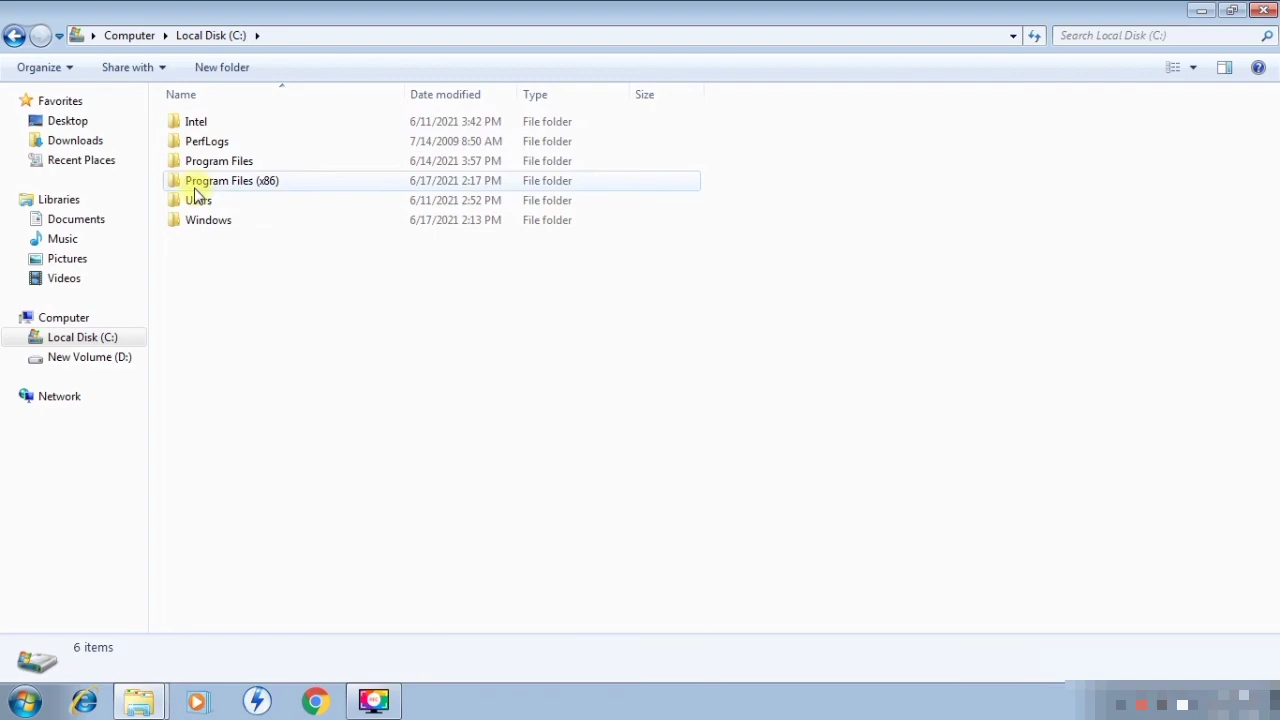 Computer Local Disk (C:)
Search Local Disk (C:)
Organize Share with New folder
Name Date modified Type Size
Favorites
Desktop
Downloads
Recent Places
Libraries
Documents
Music
Pictures
Videos
Computer
Local Disk (C:)
New Volume (D:)
Network
Intel 6/11/2021 3:42 PM File folder
PerfLogs 7/14/2009 8:50 AM File folder
Program Files 6/14/2021 3:57 PM File folder
Program Files (x86) 6/17/2021 2:17 PM File folder
Users 6/11/2021 2:52 PM File folder
Windows 6/17/2021 2:13 PM File folder
6 items